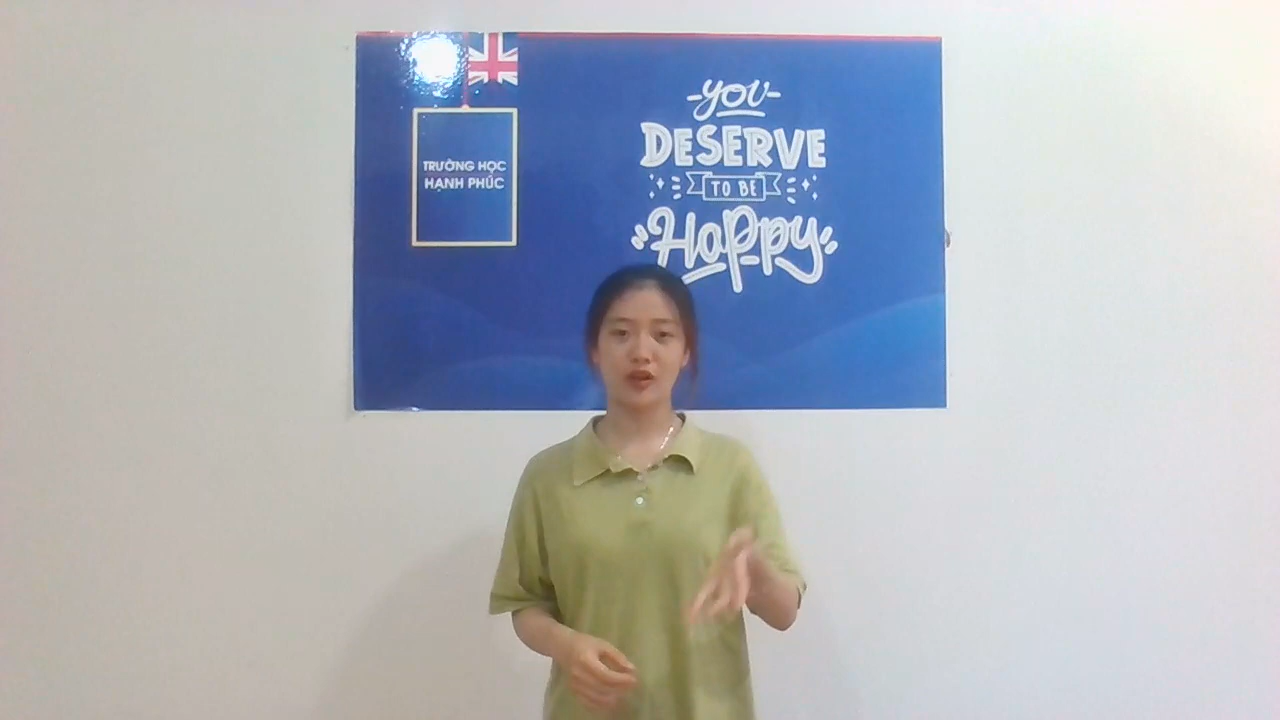 TRƯỜNG HỌC
HẠNH PHÚC
YOU
DESERVE
TO BE
Happy